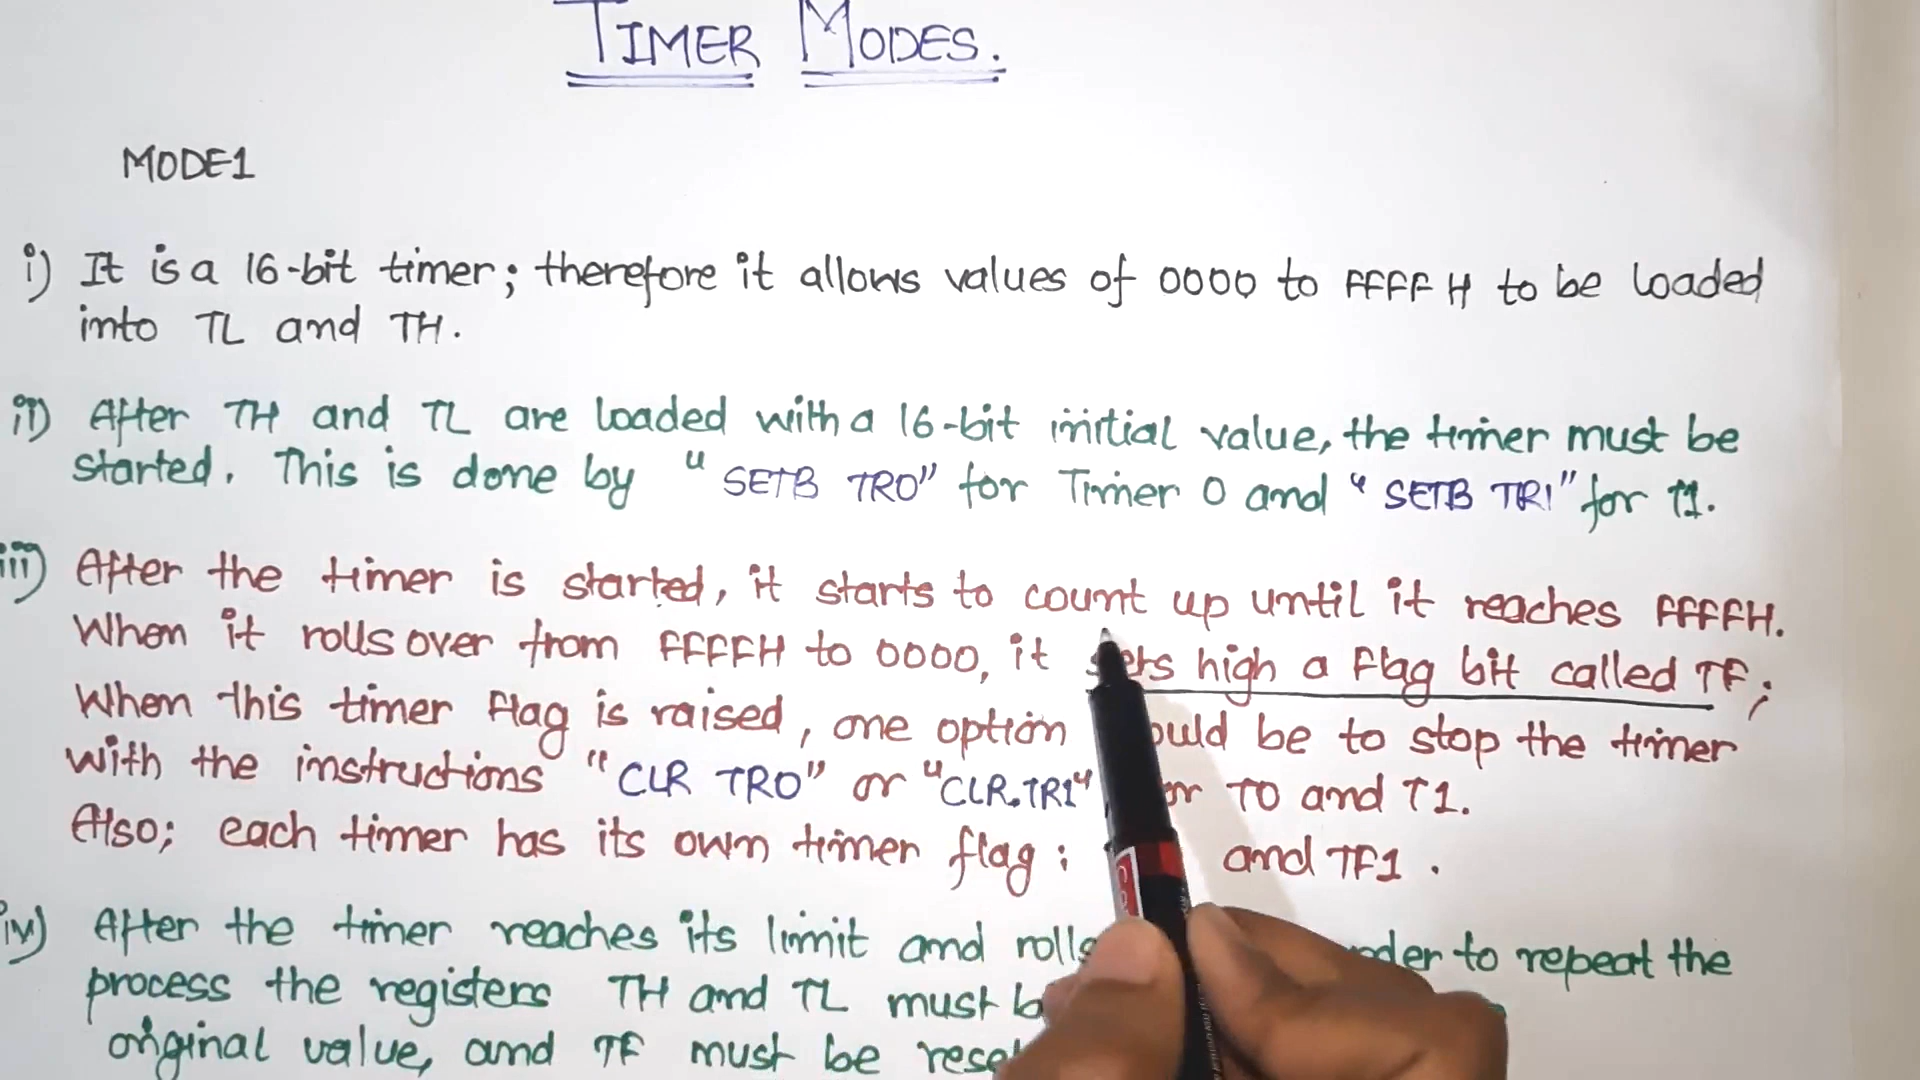 TIMER MODES.
MODE1
i) It is a 16-bit timer; therefore it allows values of 0000 to FFFF H to be loaded
into TL and TH.
ii) After TH and TL are loaded with a 16-bit initial value, the timer must be
started. This is done by "SETB TR0" for Timer 0 and "SETB TR1" for T1.
iii) After the timer is started, it starts to count up until it reaches FFFFH.
When it rolls over from FFFFH to 0000, it sets high a flag bit called TF;
When this timer flag is raised, one option would be to stop the timer
with the instructions "CLR TR0" or "CLR.TR1" for T0 and T1.
Also; each timer has its own timer flag: and TF1.
iv) After the timer reaches its limit and rolls to repeat the
process the registers TH and TL must
original value, and TF must be